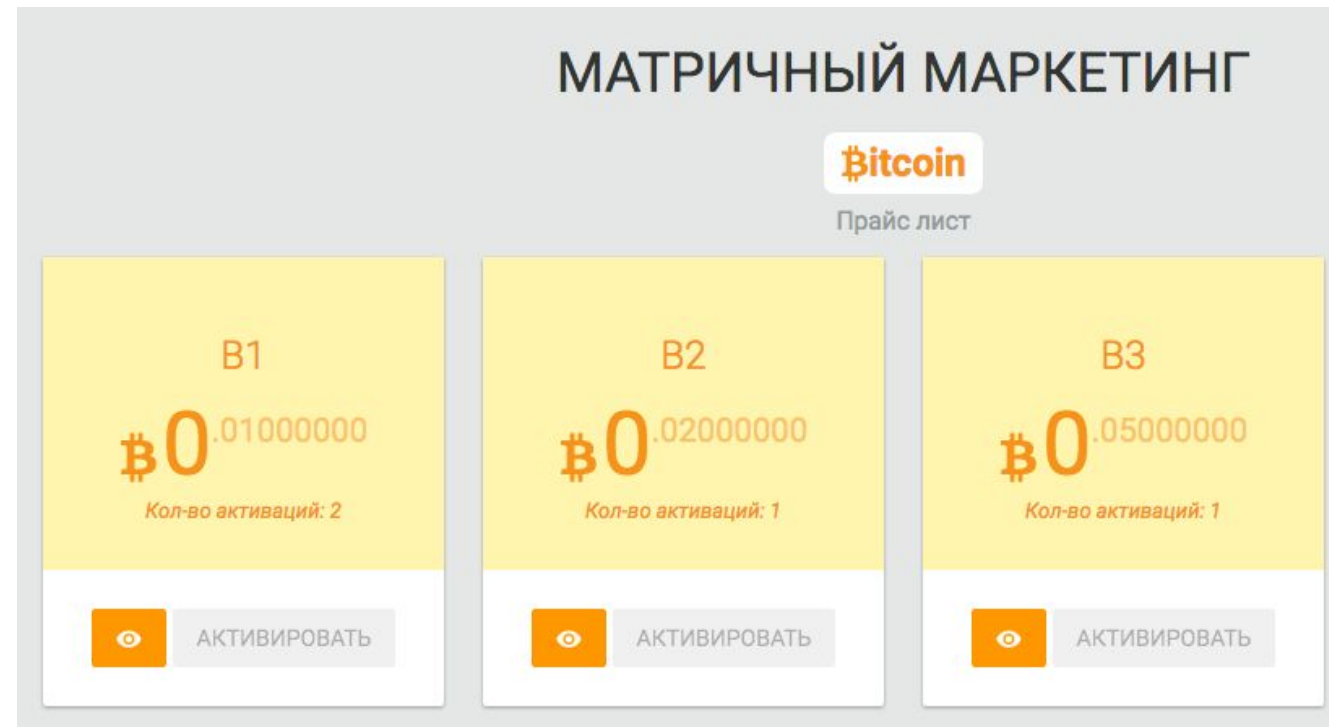 МАТРИЧНЫЙ МАРКЕТИНГ
₿itcoin
Прайс лист
B1
₿0.01000000
Кол-во активаций: 2
АКТИВИРОВАТЬ
B2
₿0.02000000
Кол-во активаций: 1
АКТИВИРОВАТЬ
B3
₿0.05000000
Кол-во активаций: 1
АКТИВИРОВАТЬ